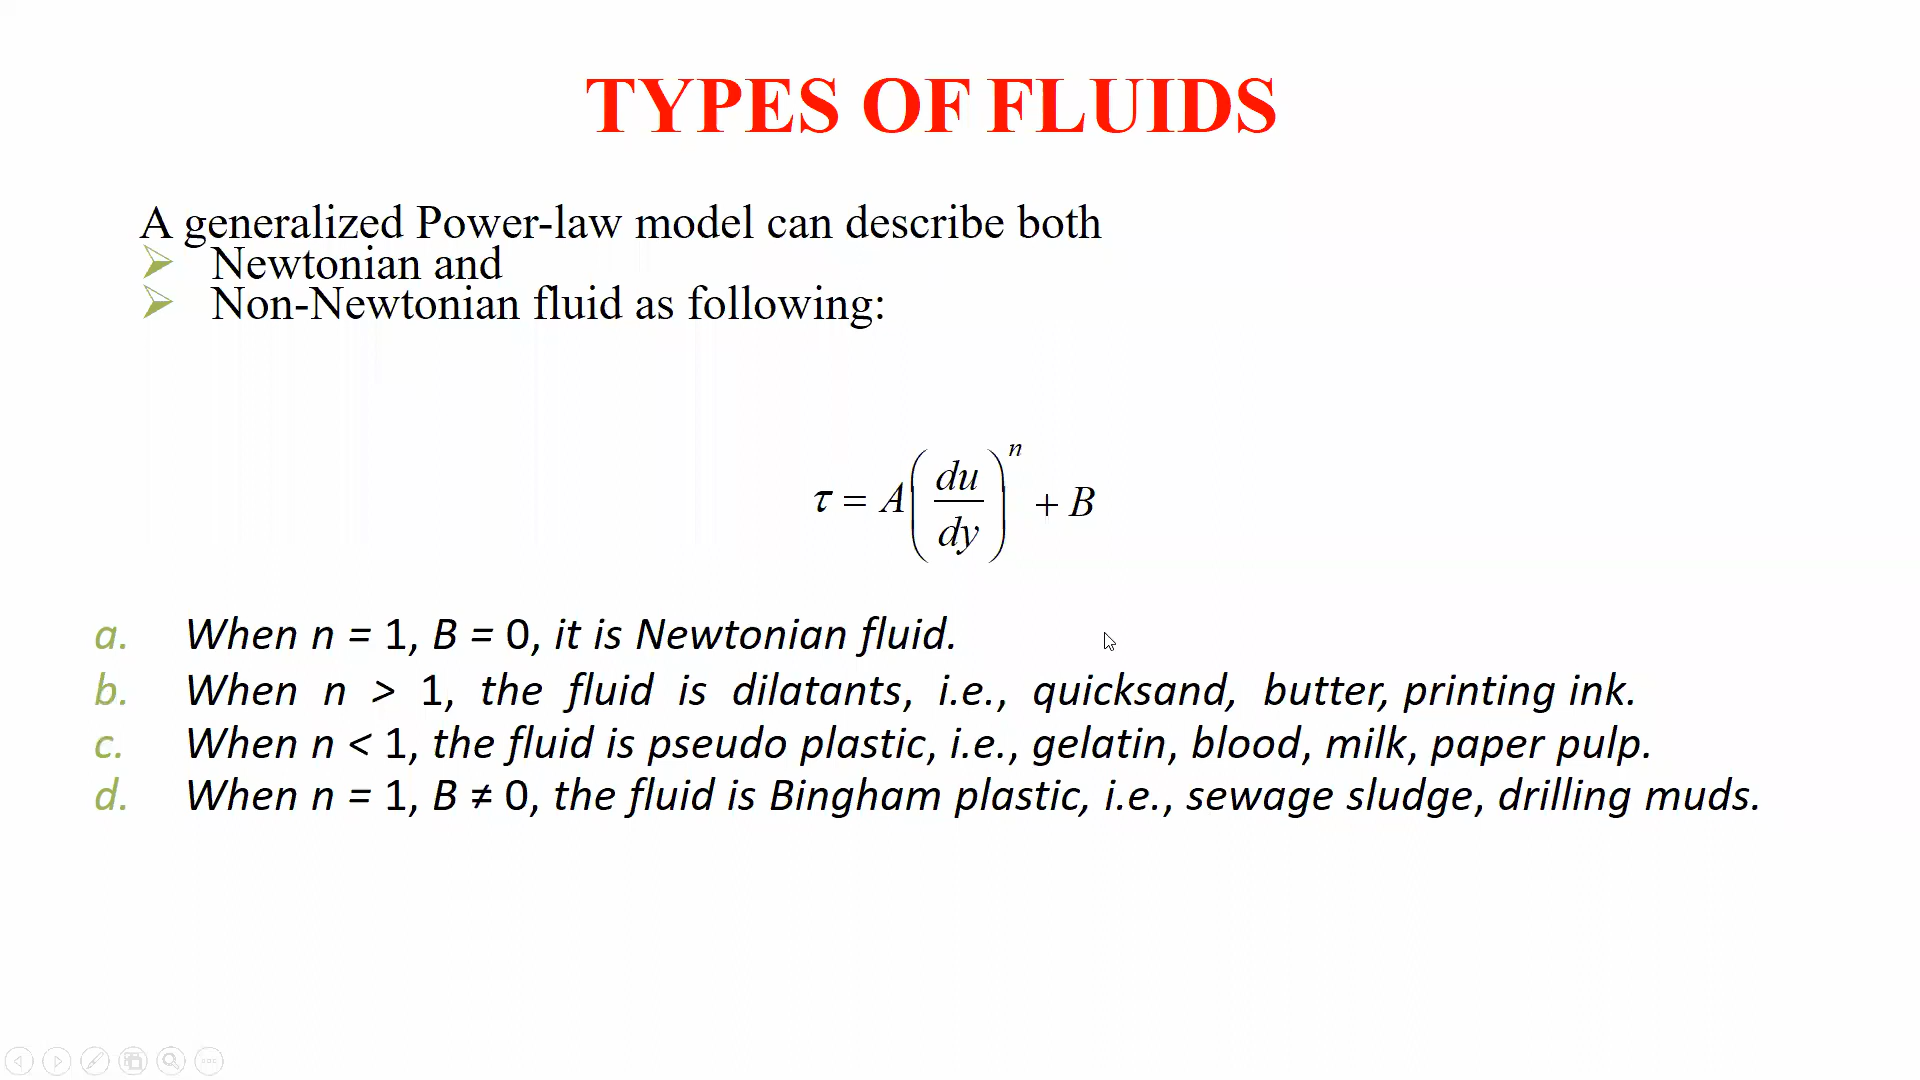 TYPES OF FLUIDS
A generalized Power-law model can describe both
➢ Newtonian and
➢ Non-Newtonian fluid as following:
τ = A(du/dy)^n + B
a. When n = 1, B = 0, it is Newtonian fluid.
b. When n > 1, the fluid is dilatants, i.e., quicksand, butter, printing ink.
c. When n < 1, the fluid is pseudo plastic, i.e., gelatin, blood, milk, paper pulp.
d. When n = 1, B ≠ 0, the fluid is Bingham plastic, i.e., sewage sludge, drilling muds.